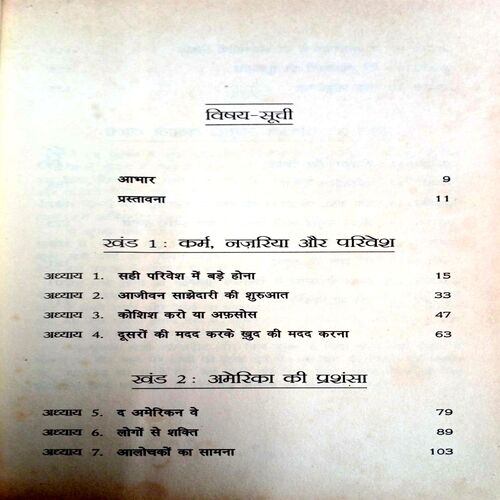 विषय-सूची
आभार 9
प्रस्तावना 11
खंड 1 : कर्म, नज़रिया और परिवेश
अध्याय 1. सही परिवेश में बड़े होना 15
अध्याय 2. आजीवन साझेदारी की शुरुआत 33
अध्याय 3. कोशिश करो या अफ़सोस 47
अध्याय 4. दूसरों की मदद करके ख़ुद की मदद करना 63
खंड 2 : अमेरिका की प्रशंसा
अध्याय 5. द अमेरिकन वे 79
अध्याय 6. लोगों से शक्ति 89
अध्याय 7. आलोचकों का सामना 103